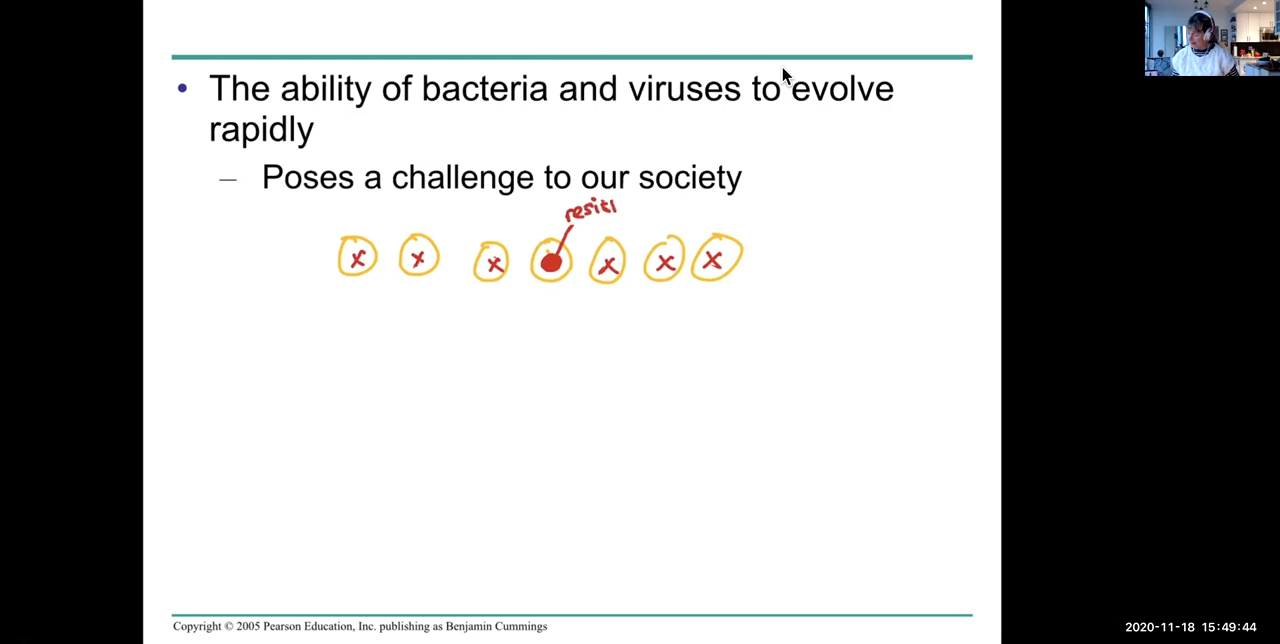 • The ability of bacteria and viruses to evolve
rapidly
– Poses a challenge to our society
x x x x x x
Copyright © 2005 Pearson Education, Inc. publishing as Benjamin Cummings
2020-11-18 15:49:44